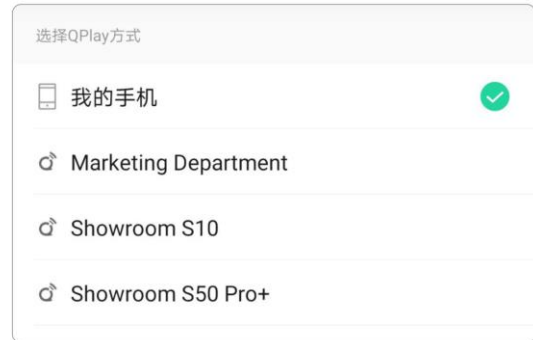 选择QPlay方式
我的手机
Marketing Department
Showroom S10
Showroom S50 Pro+